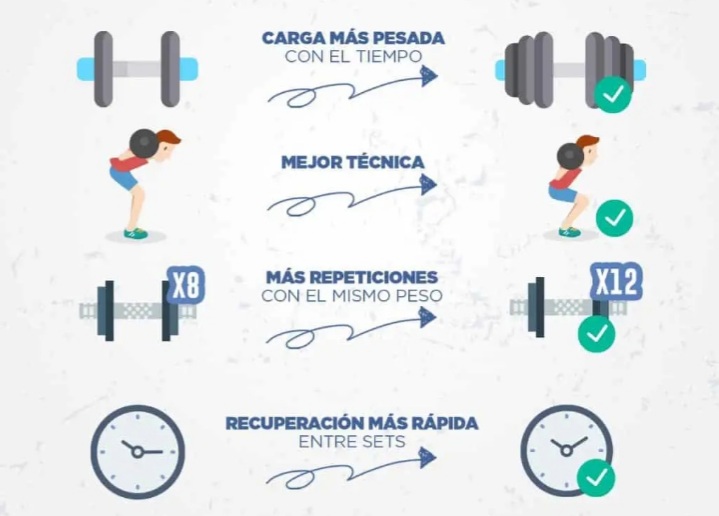 CARGA MÁS PESADA
CON EL TIEMPO
MEJOR TÉCNICA
MÁS REPETICIONES
CON EL MISMO PESO
X8
X12
RECUPERACIÓN MÁS RÁPIDA
ENTRE SETS